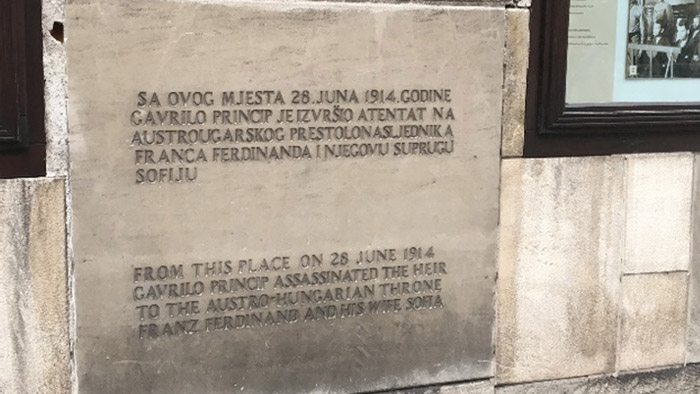 SA OVOG MJESTA 28.JUNA 1914.GODINE
GAVRILO PRINCIP JE IZVRŠIO ATENTAT NA
AUSTROUGARSKOG PRESTOLONASLJEDNIKA
FRANCA FERDINANDA I NJEGOVU SUPRUGU
SOFIJU
FROM THIS PLACE ON 28 JUNE 1914
GAVRILO PRINCIP ASSASSINATED THE HEIR
TO THE AUSTRO-HUNGARIAN THRONE
FRANZ FERDINAND AND HIS WIFE SOFIA